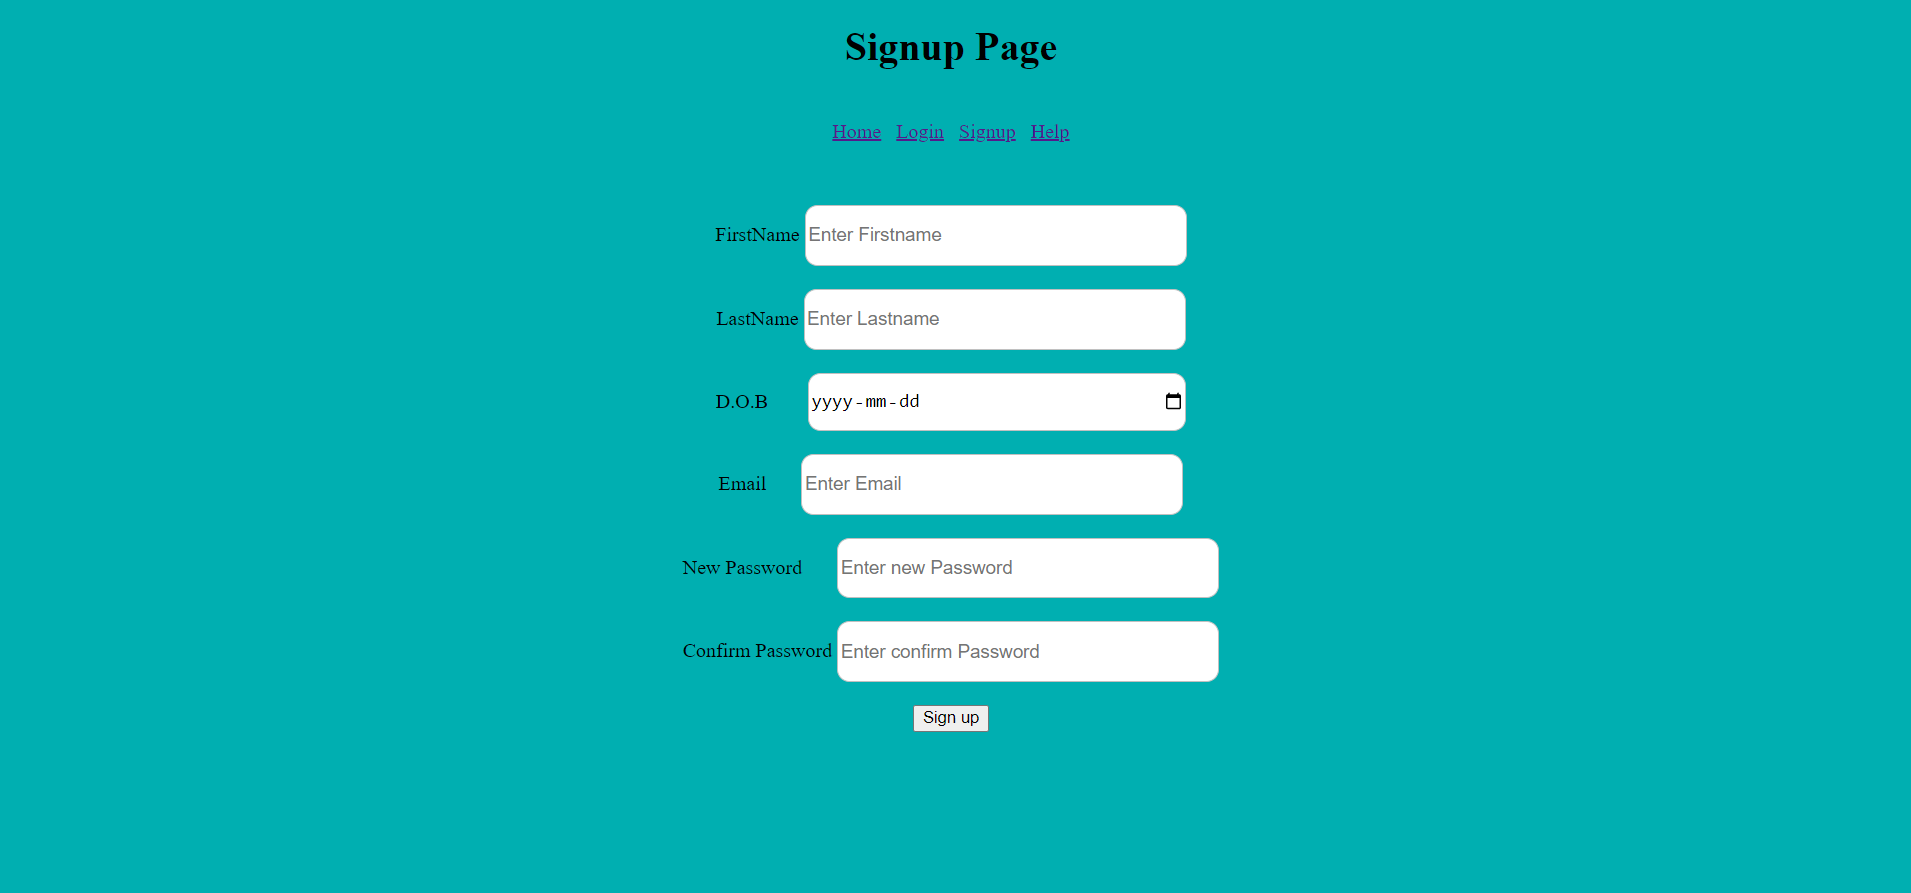 Signup Page
Home Login Signup Help
FirstName Enter Firstname
LastName Enter Lastname
D.O.B yyyy-mm-dd
Email Enter Email
New Password Enter new Password
Confirm Password Enter confirm Password
Sign up